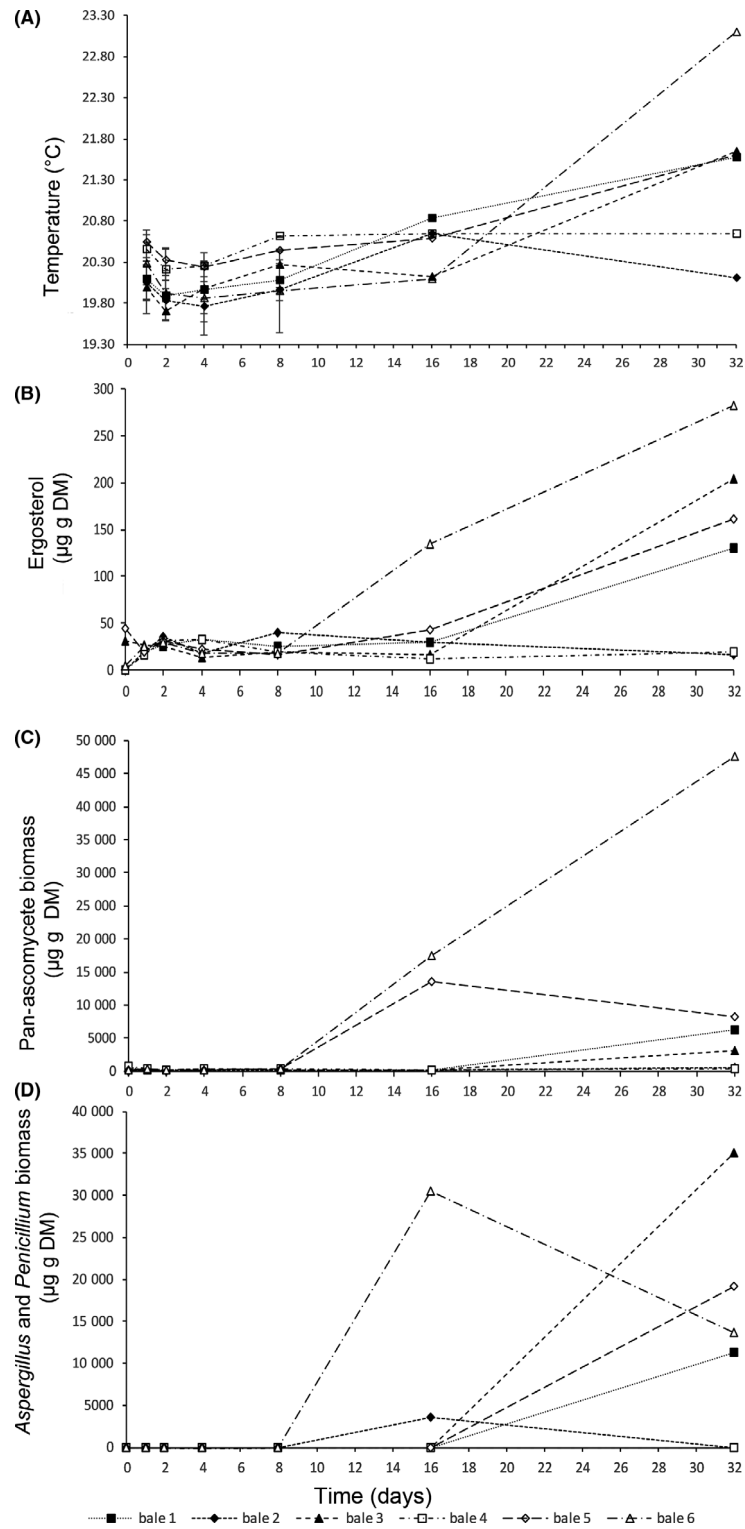 (A)
Temperature (°C)
23.30
22.80
22.30
21.80
21.30
20.80
20.30
19.80
19.30
0 2 4 6 8 10 12 14 16 18 20 22 24 26 28 30 32
(B)
Ergosterol
(µg g DM)
300
250
200
150
100
50
0
0 2 4 6 8 10 12 14 16 18 20 22 24 26 28 30 32
(C)
Pan-ascomycete biomass
(µg g DM)
50 000
45 000
40 000
35 000
30 000
25 000
20 000
15 000
10 000
5000
0
0 2 4 6 8 10 12 14 16 18 20 22 24 26 28 30 32
(D)
Aspergillus and Penicillium biomass
(µg g DM)
40 000
35 000
30 000
25 000
20 000
15 000
10 000
5000
0
0 2 4 6 8 10 12 14 16 18 20 22 24 26 28 30 32
Time (days)
bale 1 bale 2 bale 3 bale 4 bale 5 bale 6